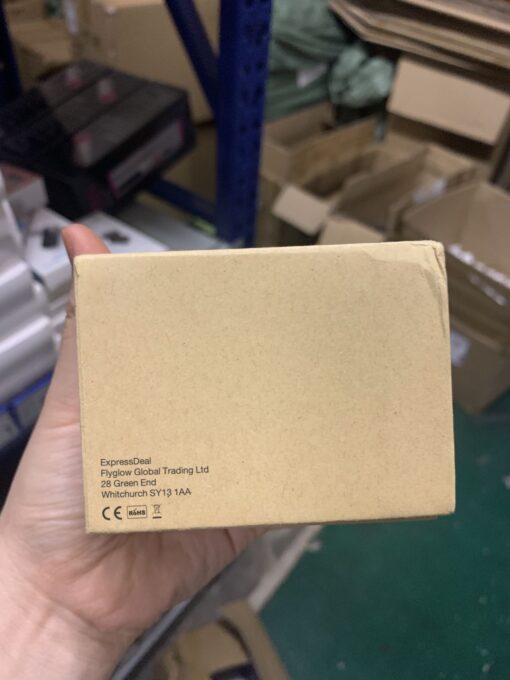 ExpressDeal
Flyglow Global Trading Ltd
28 Green End
Whitchurch SY13 1AA
CE RoHS